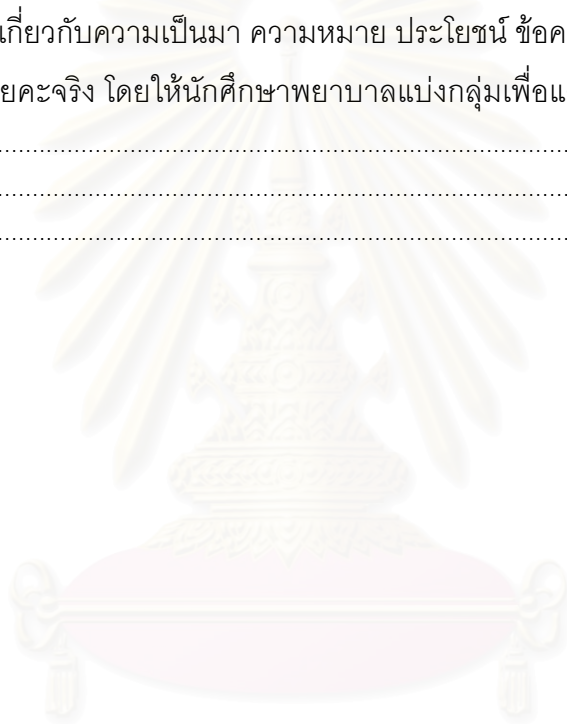 เกี่ยวกับความเป็นมา ความหมาย ประโยชน์ ข้อค
ยคะจริง โดยให้นักศึกษาพยาบาลแบ่งกลุ่มเพื่อแ
................................................................................
................................................................................
................................................................................